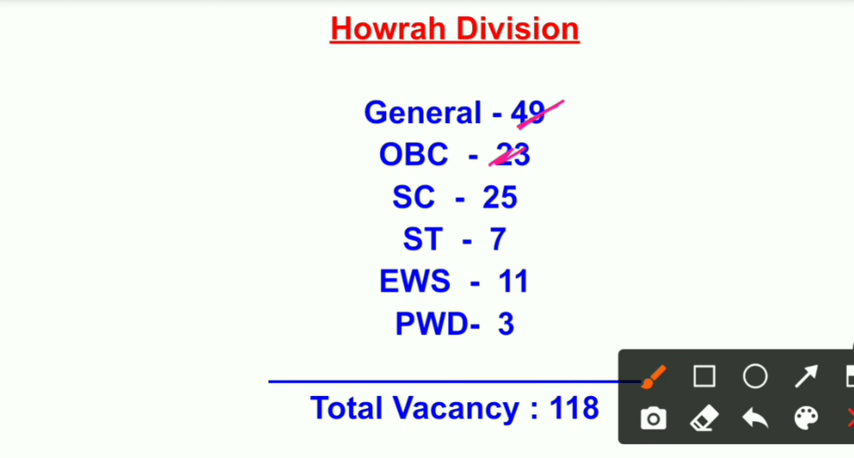 Howrah Division
General - 49
OBC - 23
SC - 25
ST - 7
EWS - 11
PWD- 3
Total Vacancy : 118